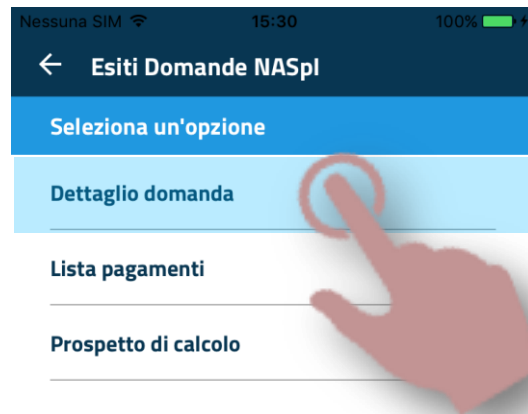 Nessuna SIM 15:30 100%
Esiti Domande NASpI
Seleziona un'opzione
Dettaglio domanda
Lista pagamenti
Prospetto di calcolo